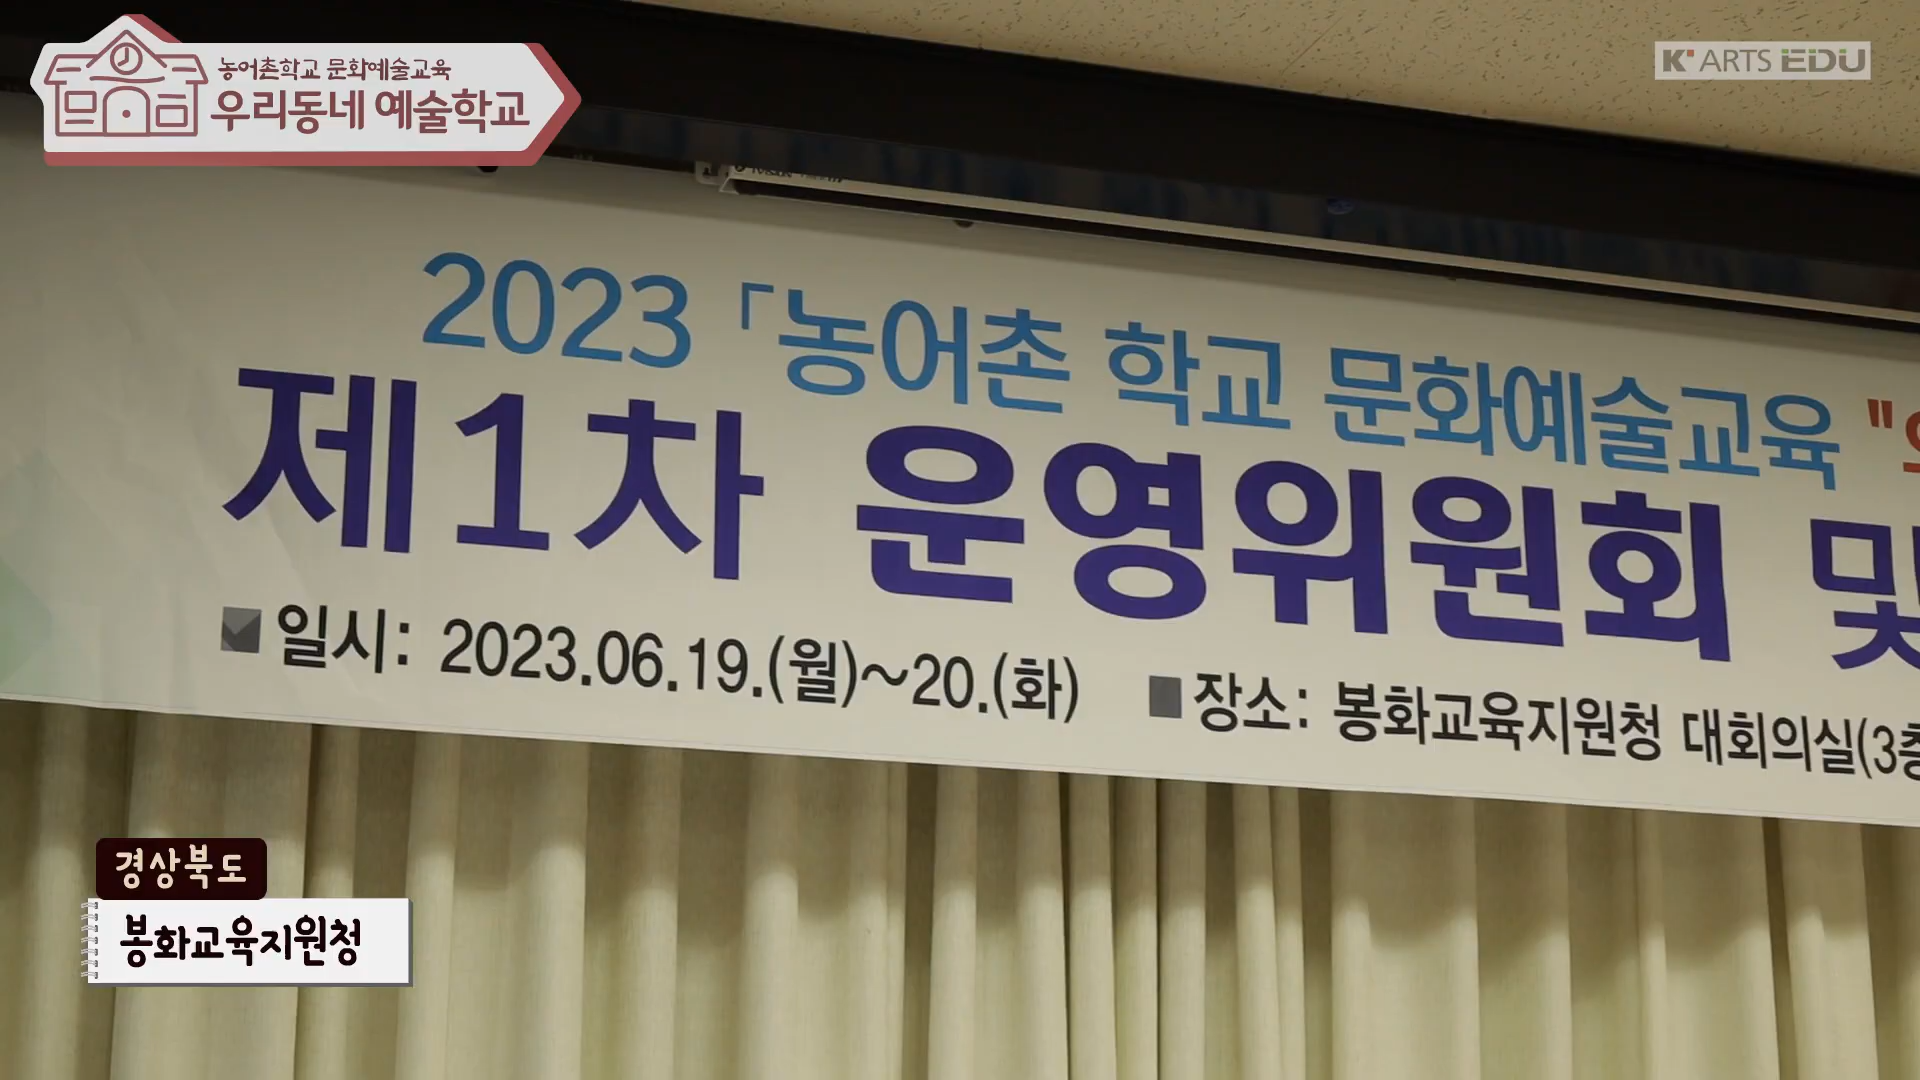 농어촌학교 문화예술교육
우리동네 예술학교
K ARTS EDU
2023 「농어촌 학교 문화예술교육 "
제1차 운영위원회 및
■ 일시: 2023.06.19.(월)~20.(화) ■ 장소: 봉화교육지원청 대회의실(3층
경상북도
봉화교육지원청